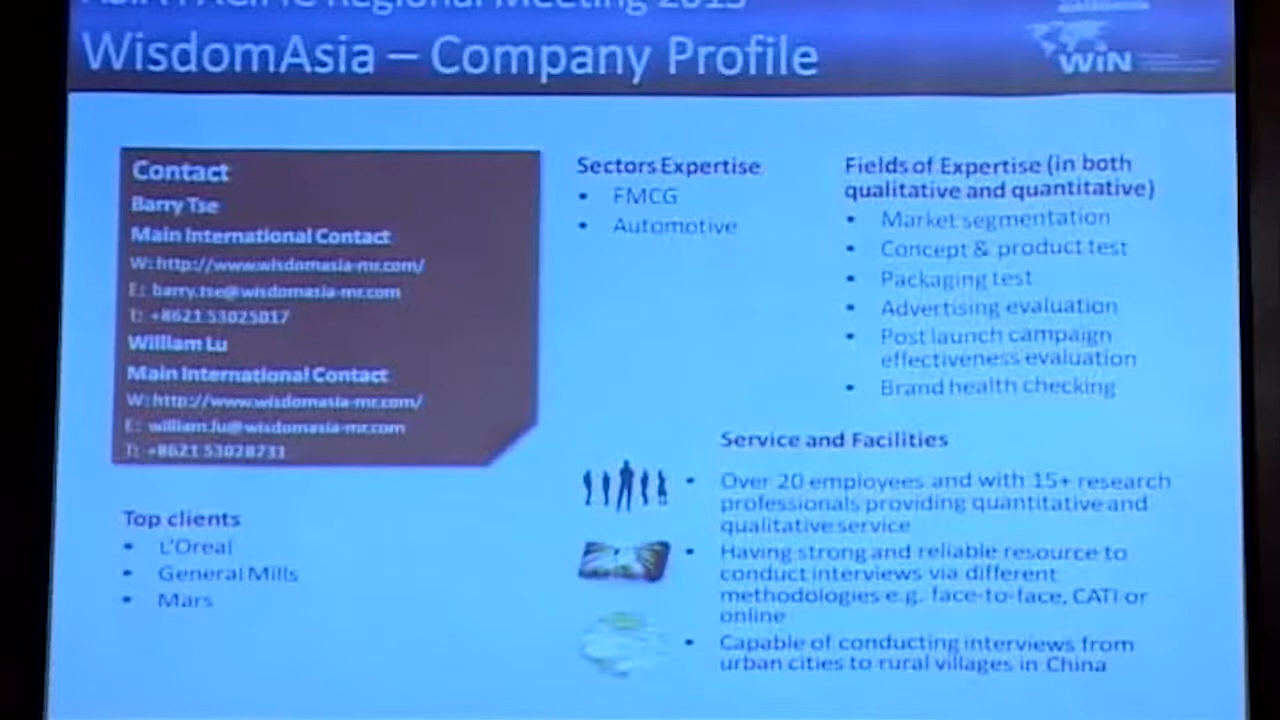 ASIA PACIFIC Regional Meeting 2013
WisdomAsia – Company Profile
WiN
Contact
Barry Tse
Main International Contact
W: http://www.wisdomasia-mr.com/
E: barry.tse@wisdomasia-mr.com
T: +8621 53025017
William Lu
Main International Contact
W: http://www.wisdomasia-mr.com/
E: william.lu@wisdomasia-mr.com
T: +8621 53028731
Top clients
• L'Oreal
• General Mills
• Mars
Sectors Expertise
• FMCG
• Automotive
Fields of Expertise (in both
qualitative and quantitative)
• Market segmentation
• Concept & product test
• Packaging test
• Advertising evaluation
• Post launch campaign
effectiveness evaluation
• Brand health checking
Service and Facilities
• Over 20 employees and with 15+ research
professionals providing quantitative and
qualitative service
• Having strong and reliable resource to
conduct interviews via different
methodologies e.g. face-to-face, CATI or
online
• Capable of conducting interviews from
urban cities to rural villages in China